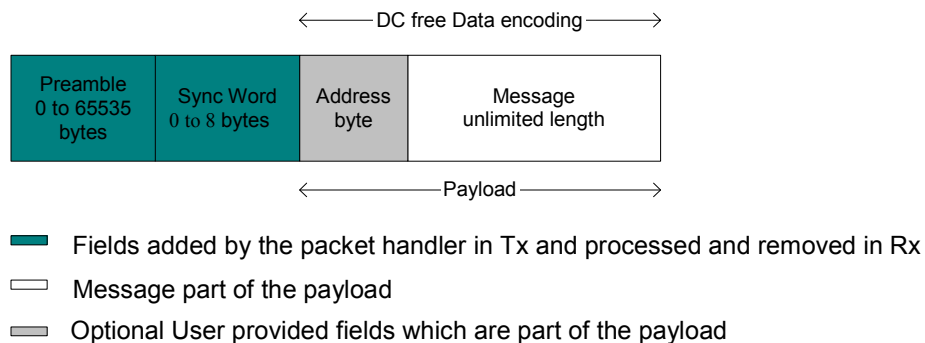 DC free Data encoding
Preamble
0 to 65535
bytes
Sync Word
0 to 8 bytes
Address
byte
Message
unlimited length
Payload
Fields added by the packet handler in Tx and processed and removed in Rx
Message part of the payload
Optional User provided fields which are part of the payload